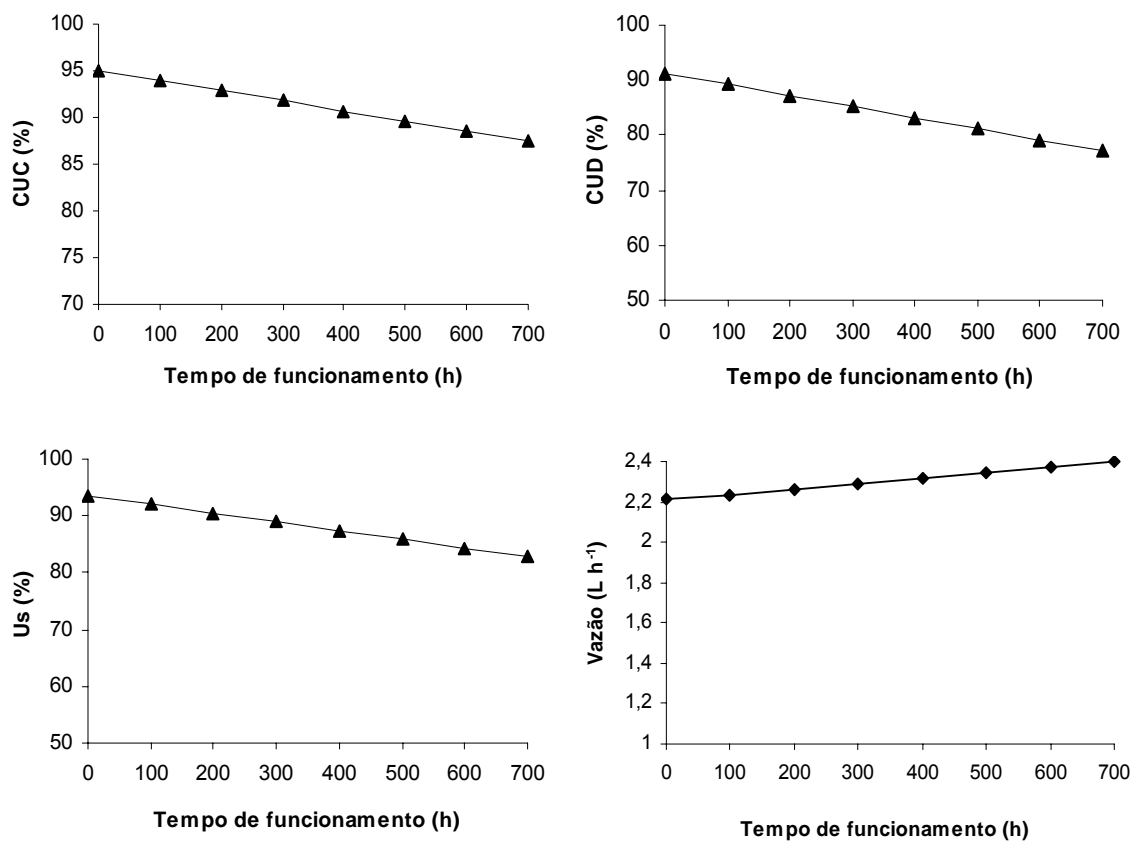 CUC (%)
100
95
90
85
80
75
70
0 100 200 300 400 500 600 700
Tempo de funcionamento (h)
CUD (%)
100
90
80
70
60
50
0 100 200 300 400 500 600 700
Tempo de funcionamento (h)
Us (%)
100
90
80
70
60
50
0 100 200 300 400 500 600 700
Tempo de funcionamento (h)
Vazão (L h⁻¹)
2,4
2,2
2
1,8
1,6
1,4
1,2
1
0 100 200 300 400 500 600 700
Tempo de funcionamento (h)